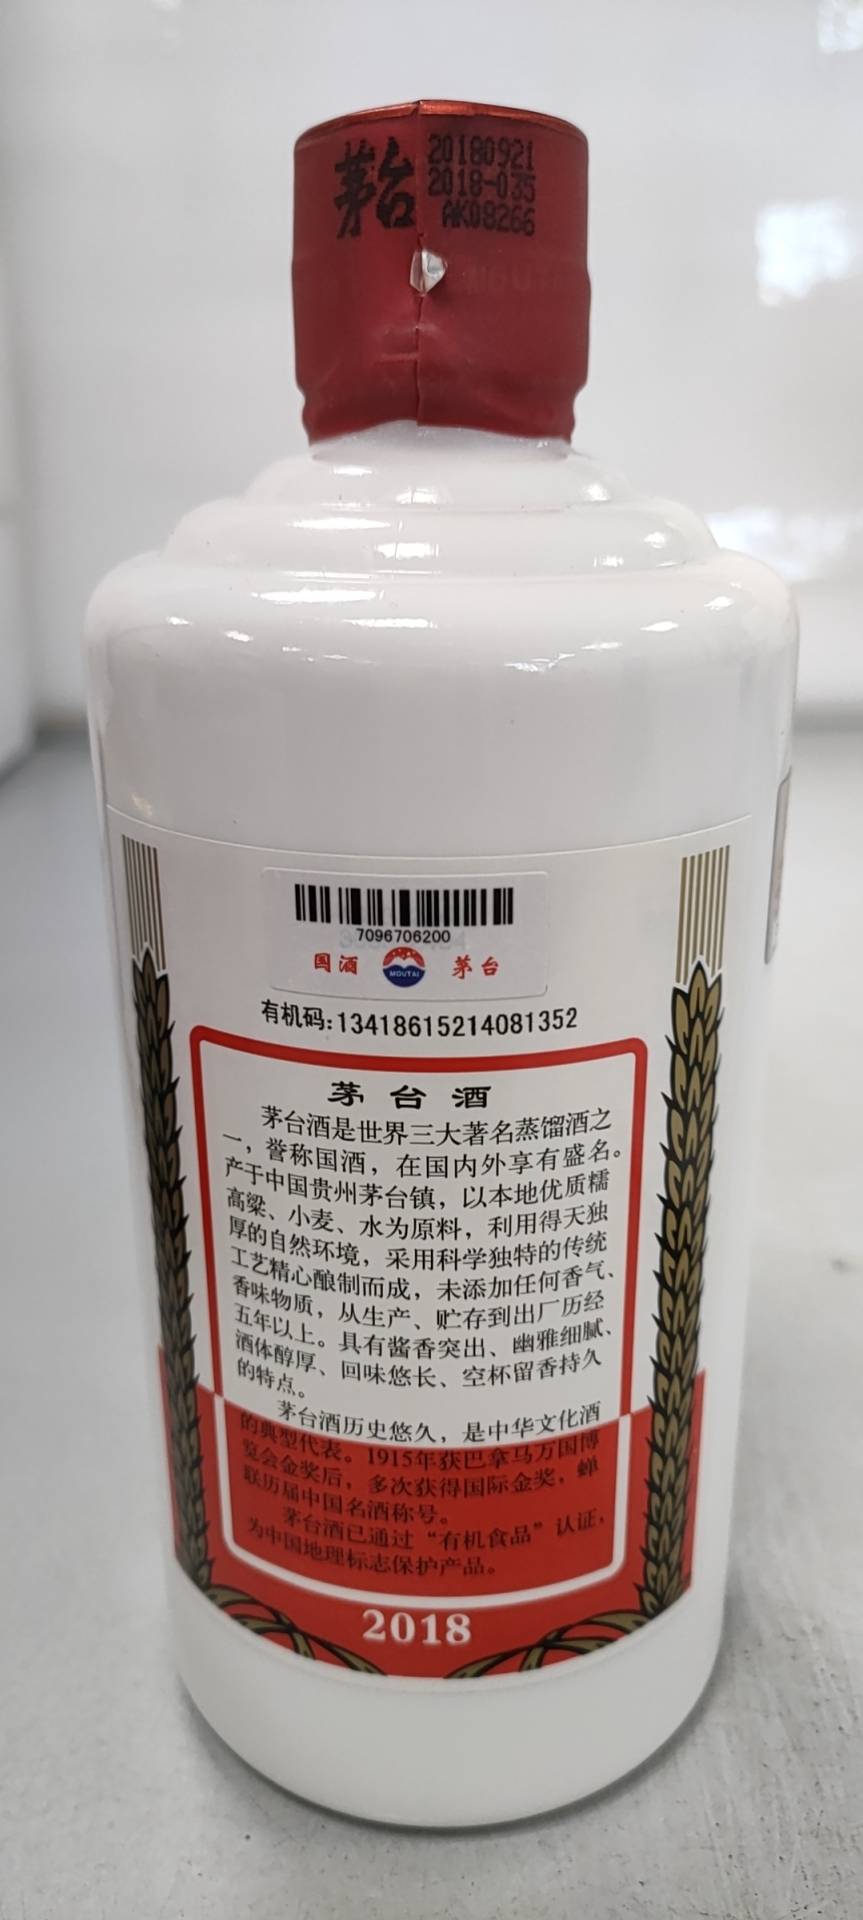 茅台
20180921
2018-035
AK08266
7096706200
国酒
MOUTAI
茅台
有机码:13418615214081352
茅台酒
茅台酒是世界三大著名蒸馏酒之
一，誉称国酒，在国内外享有盛名。
产于中国贵州茅台镇，以本地优质糯
高粱、小麦、水为原料，利用得天独
厚的自然环境，采用科学独特的传统
工艺精心酿制而成，未添加任何香气、
香味物质，从生产、贮存到出厂历经
五年以上。具有酱香突出、幽雅细腻、
酒体醇厚、回味悠长、空杯留香持久
的特点。
茅台酒历史悠久，是中华文化酒
的典型代表。1915年获巴拿马万国博
览会金奖后，多次获得国际金奖，蝉
联历届中国名酒称号。
茅台酒已通过“有机食品”认证，
为中国地理标志保护产品。
2018